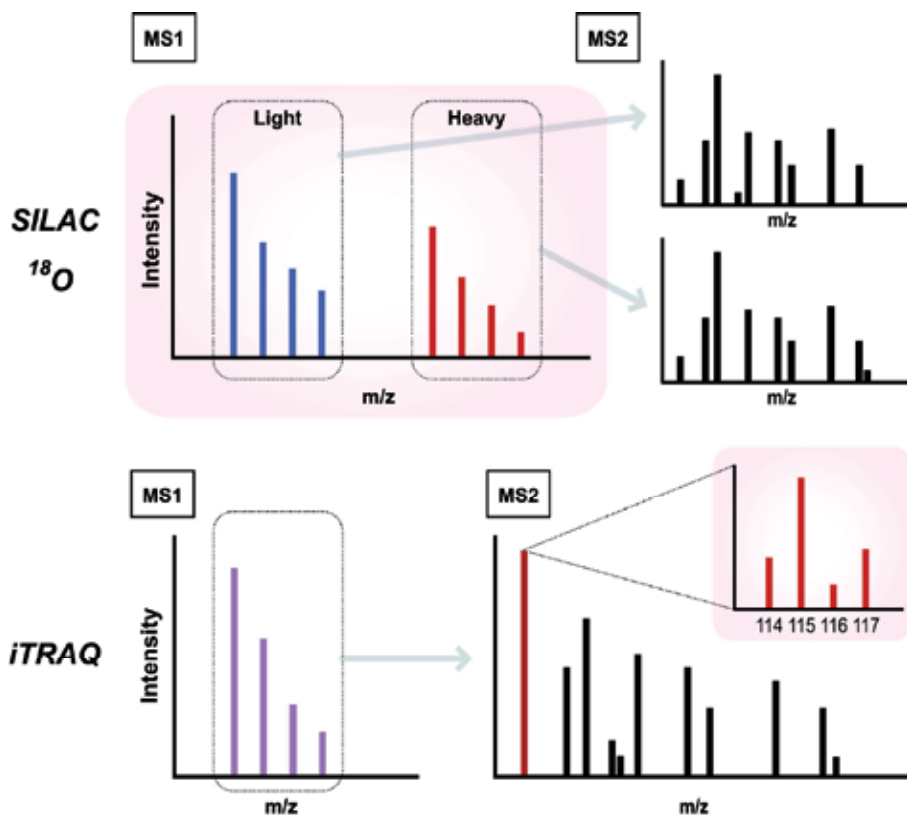 MS1
MS2
Light
Heavy
Intensity
m/z
m/z
m/z
SILAC
¹⁸O
MS1
MS2
Intensity
m/z
m/z
114 115 116 117
iTRAQ